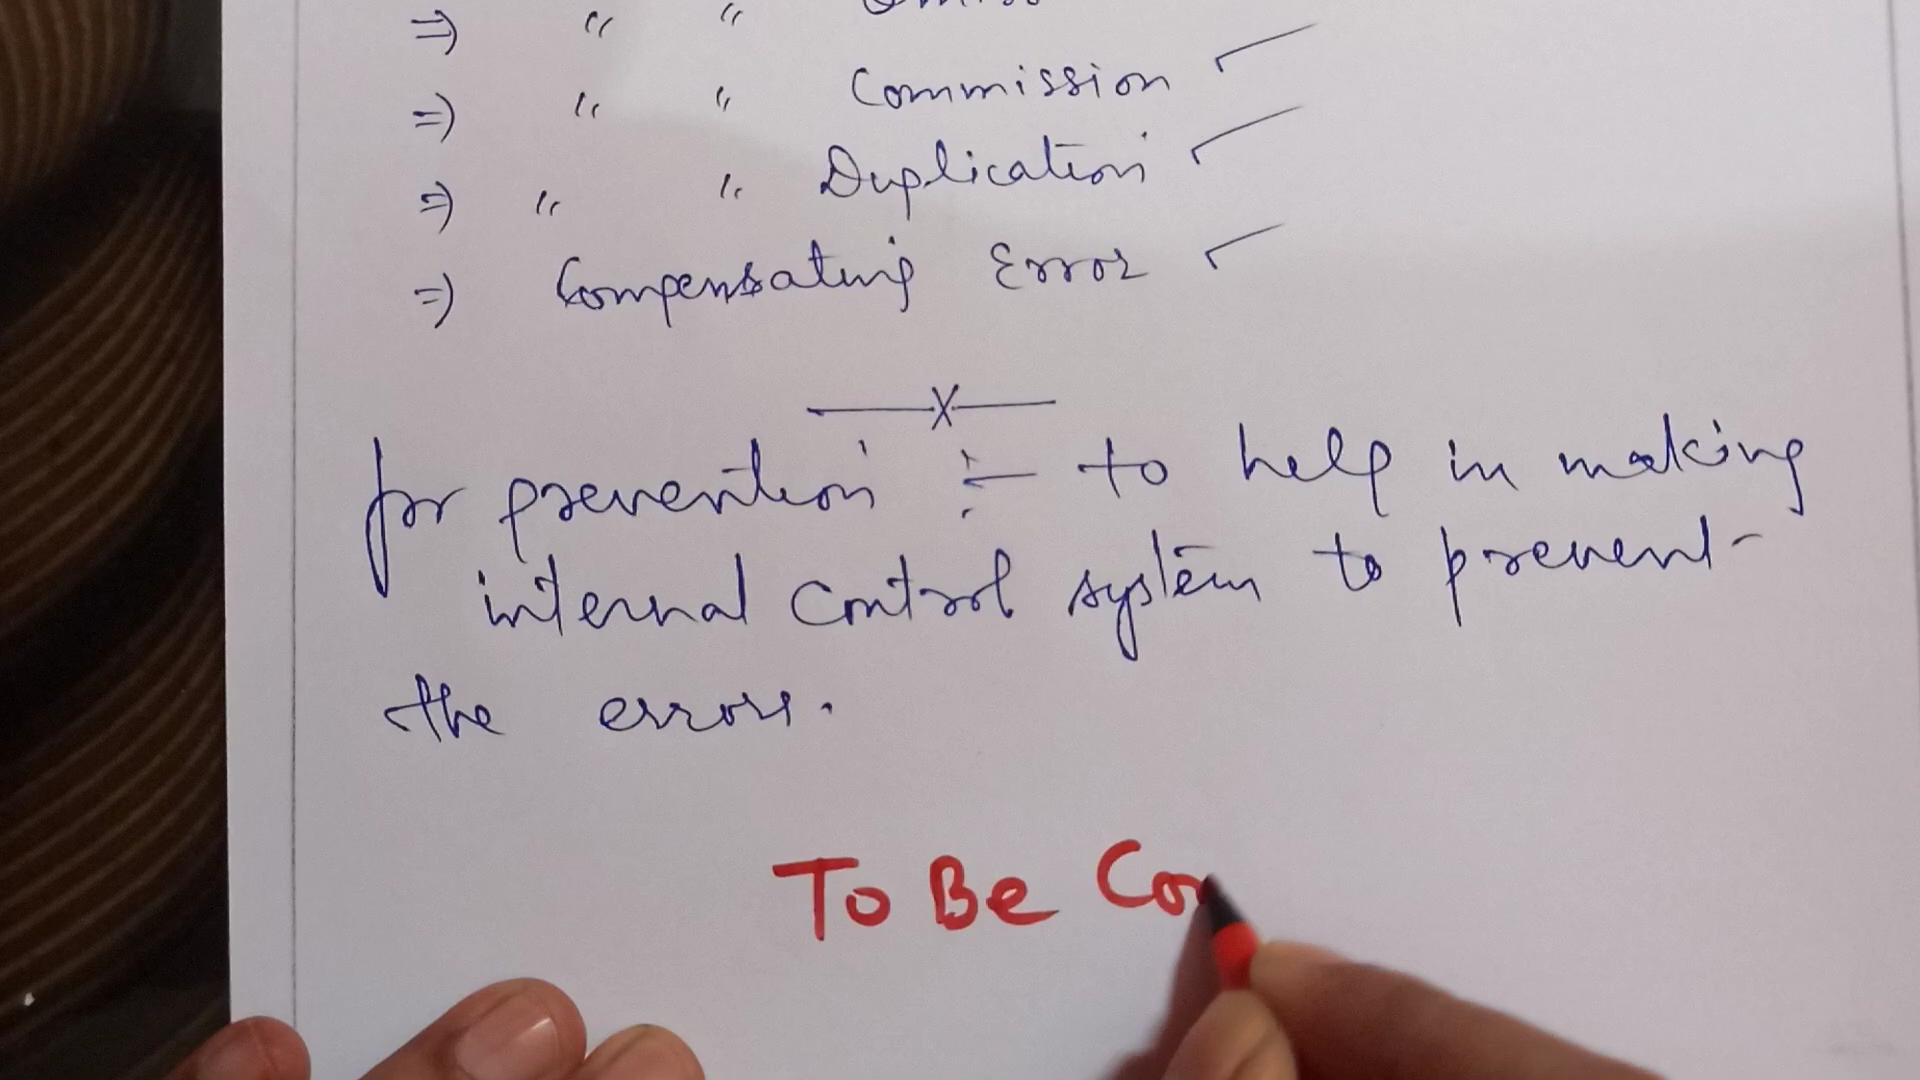 ⇒ " "
⇒ " " Commission ✓
⇒ " " Duplication ✓
⇒ Compensating Error ✓
—X—
for prevention :- to help in making
internal control system to prevent
the errors.
To Be Con